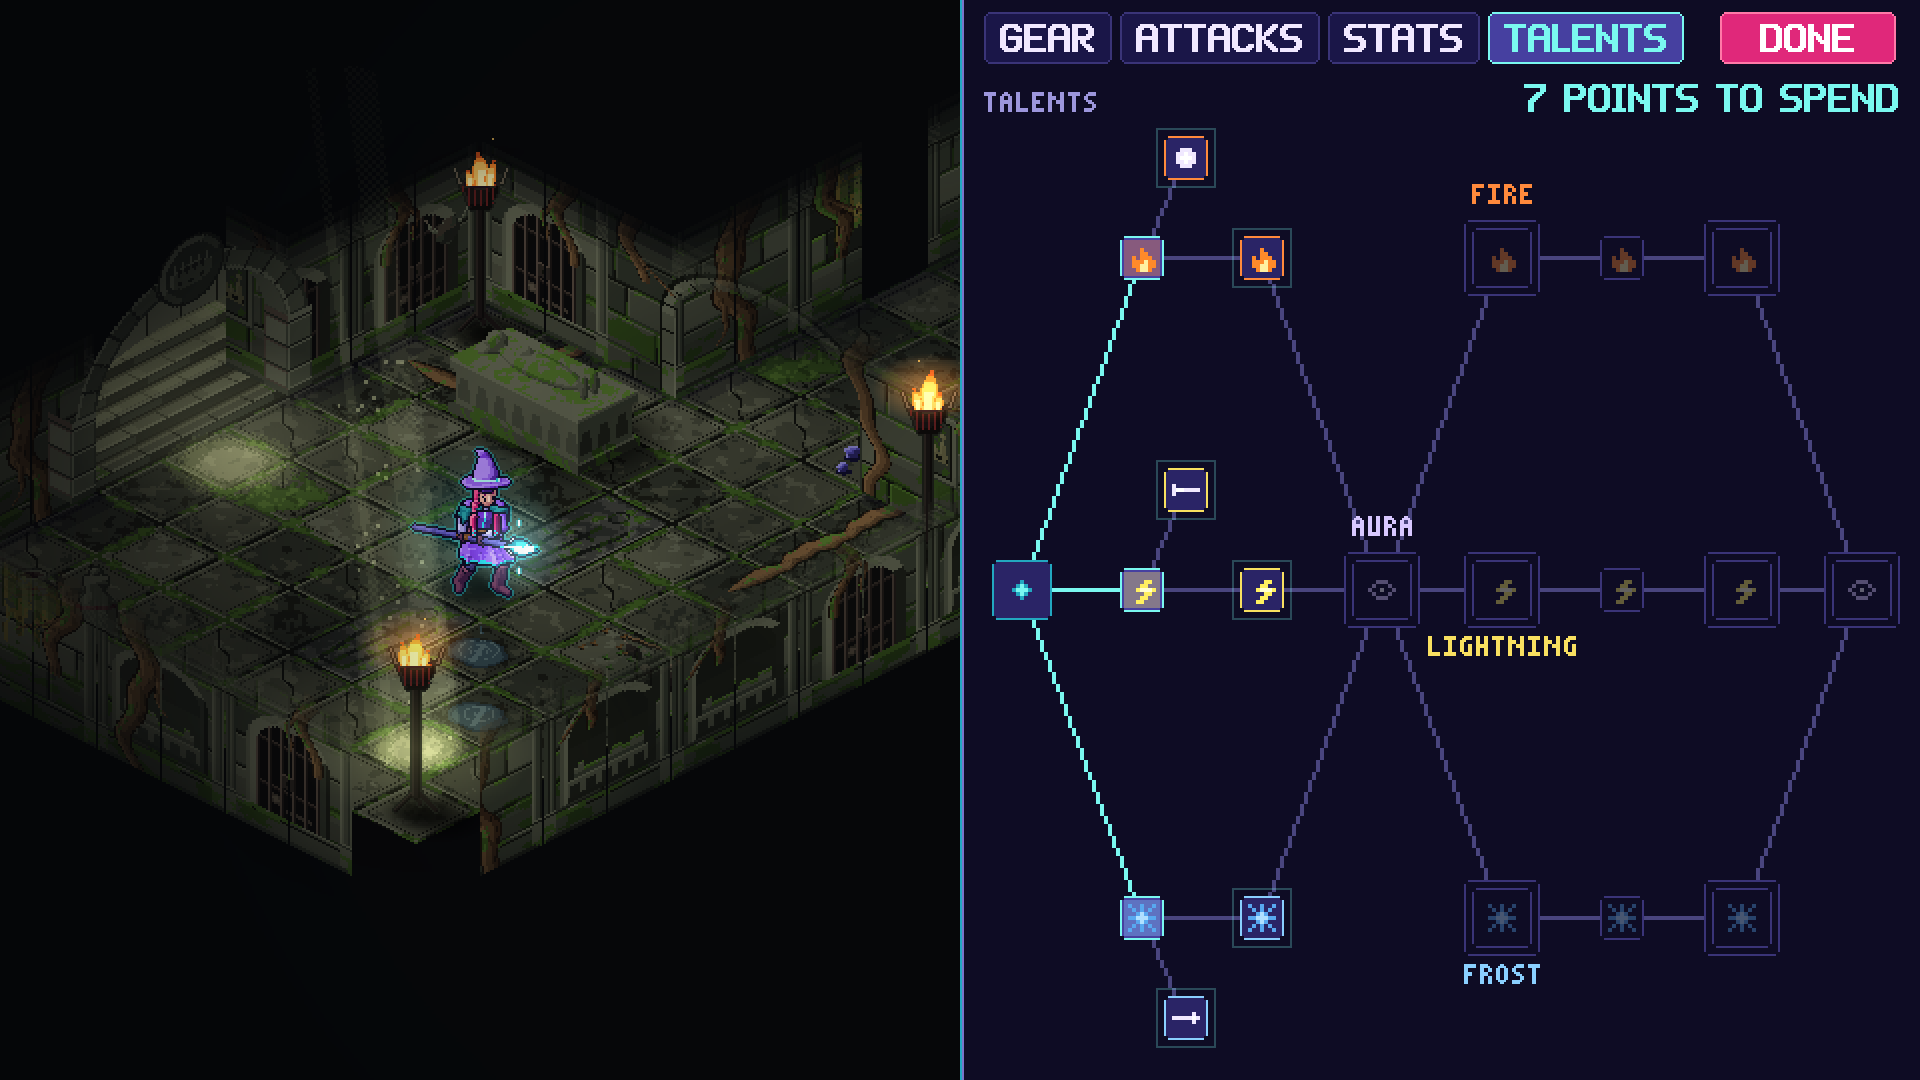 GEAR
ATTACKS
STATS
TALENTS
DONE
TALENTS
7 POINTS TO SPEND
FIRE
AURA
LIGHTNING
FROST